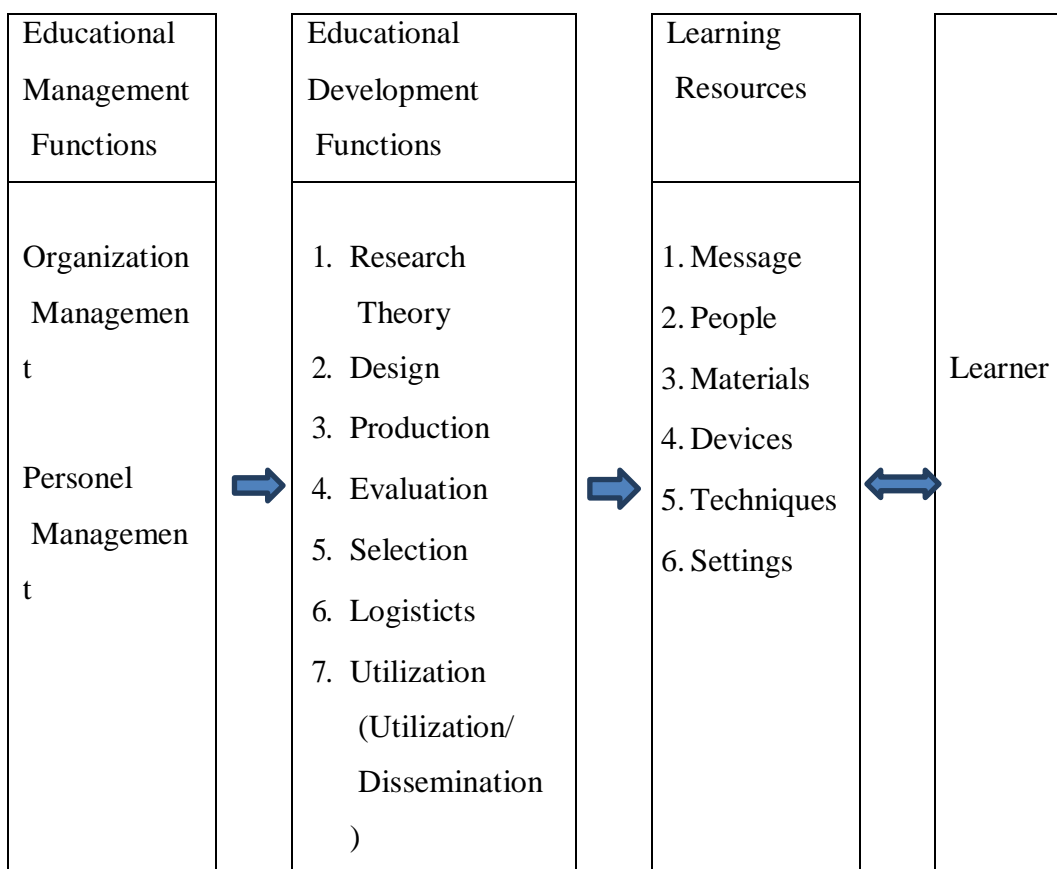 Educational
Management
Functions
Organization
Managemen
t
Personel
Managemen
t
Educational
Development
Functions
1. Research
Theory
2. Design
3. Production
4. Evaluation
5. Selection
6. Logisticts
7. Utilization
(Utilization/
Dissemination
)
Learning
Resources
1. Message
2. People
3. Materials
4. Devices
5. Techniques
6. Settings
Learner